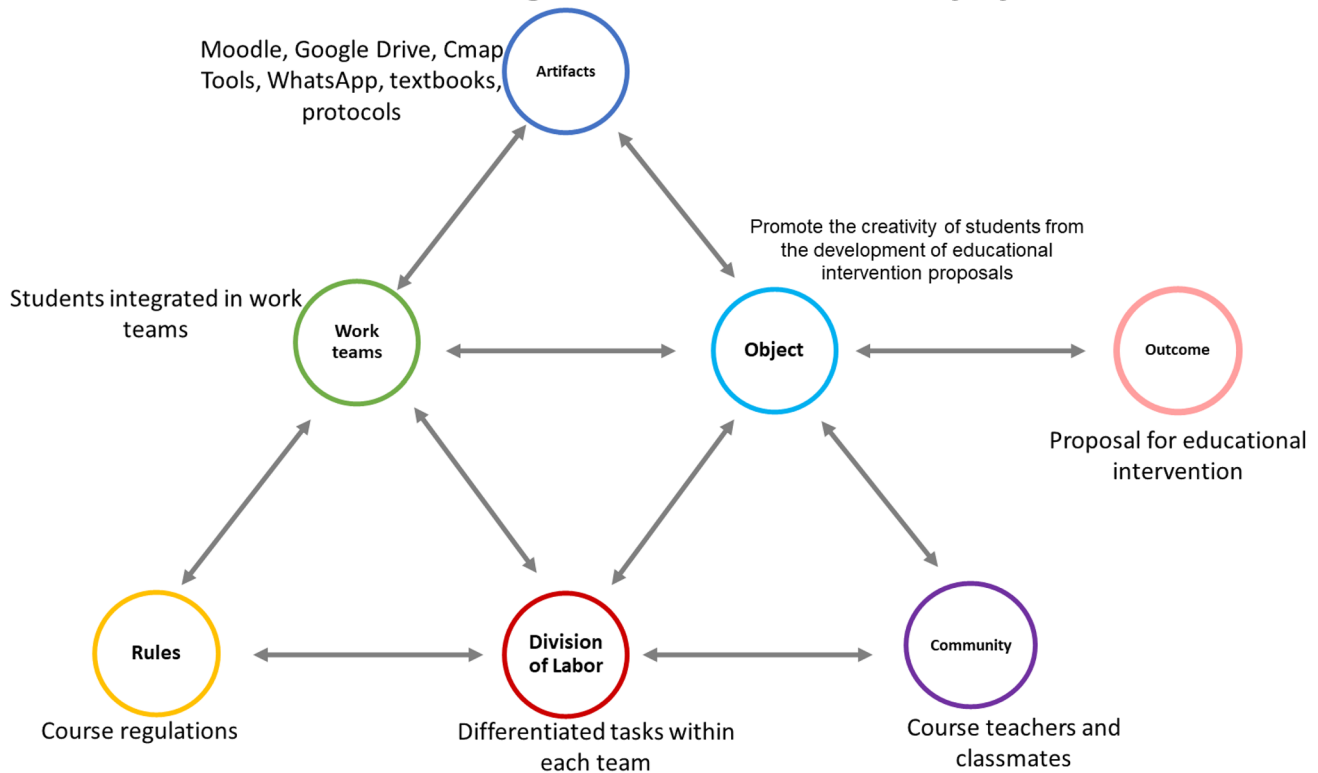 Moodle, Google Drive, Cmap
Tools, WhatsApp, textbooks,
protocols
Artifacts
Promote the creativity of students from
the development of educational
intervention proposals
Students integrated in work
teams
Work
teams
Object
Outcome
Proposal for educational
intervention
Rules
Division
of Labor
Community
Course regulations
Differentiated tasks within
each team
Course teachers and
classmates